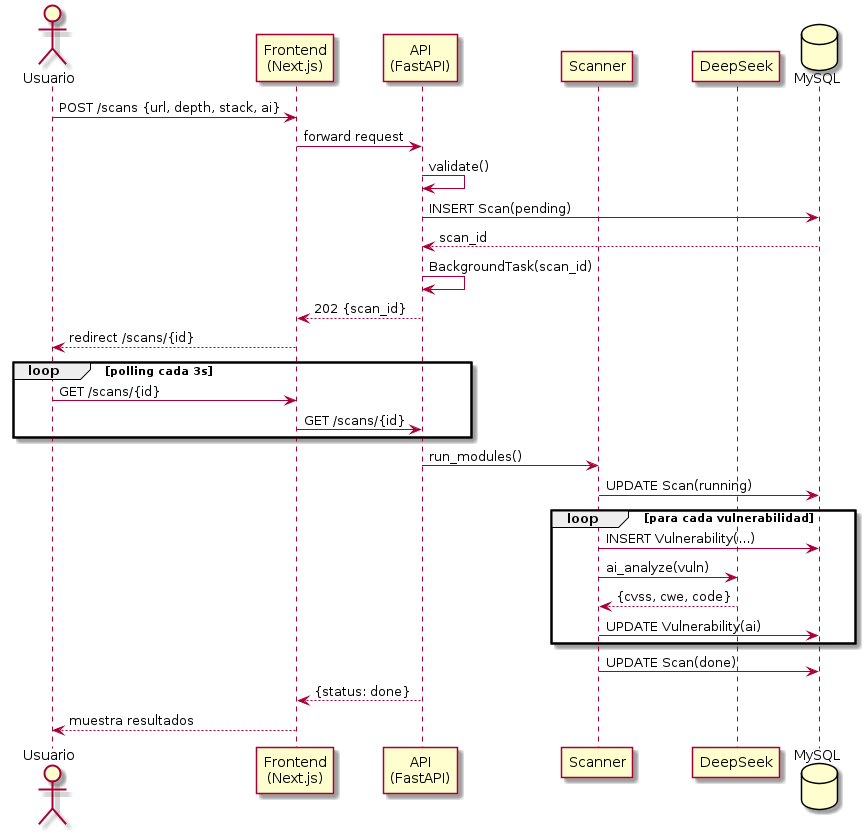 Usuario
Frontend
(Next.js)
API
(FastAPI)
Scanner
DeepSeek
MySQL
POST /scans {url, depth, stack, ai}
forward request
validate()
INSERT Scan(pending)
scan_id
BackgroundTask(scan_id)
202 {scan_id}
redirect /scans/{id}
loop [polling cada 3s]
GET /scans/{id}
GET /scans/{id}
run_modules()
UPDATE Scan(running)
loop [para cada vulnerabilidad]
INSERT Vulnerability(...)
ai_analyze(vuln)
{cvss, cwe, code}
UPDATE Vulnerability(ai)
UPDATE Scan(done)
{status: done}
muestra resultados
Usuario
Frontend
(Next.js)
API
(FastAPI)
Scanner
DeepSeek
MySQL